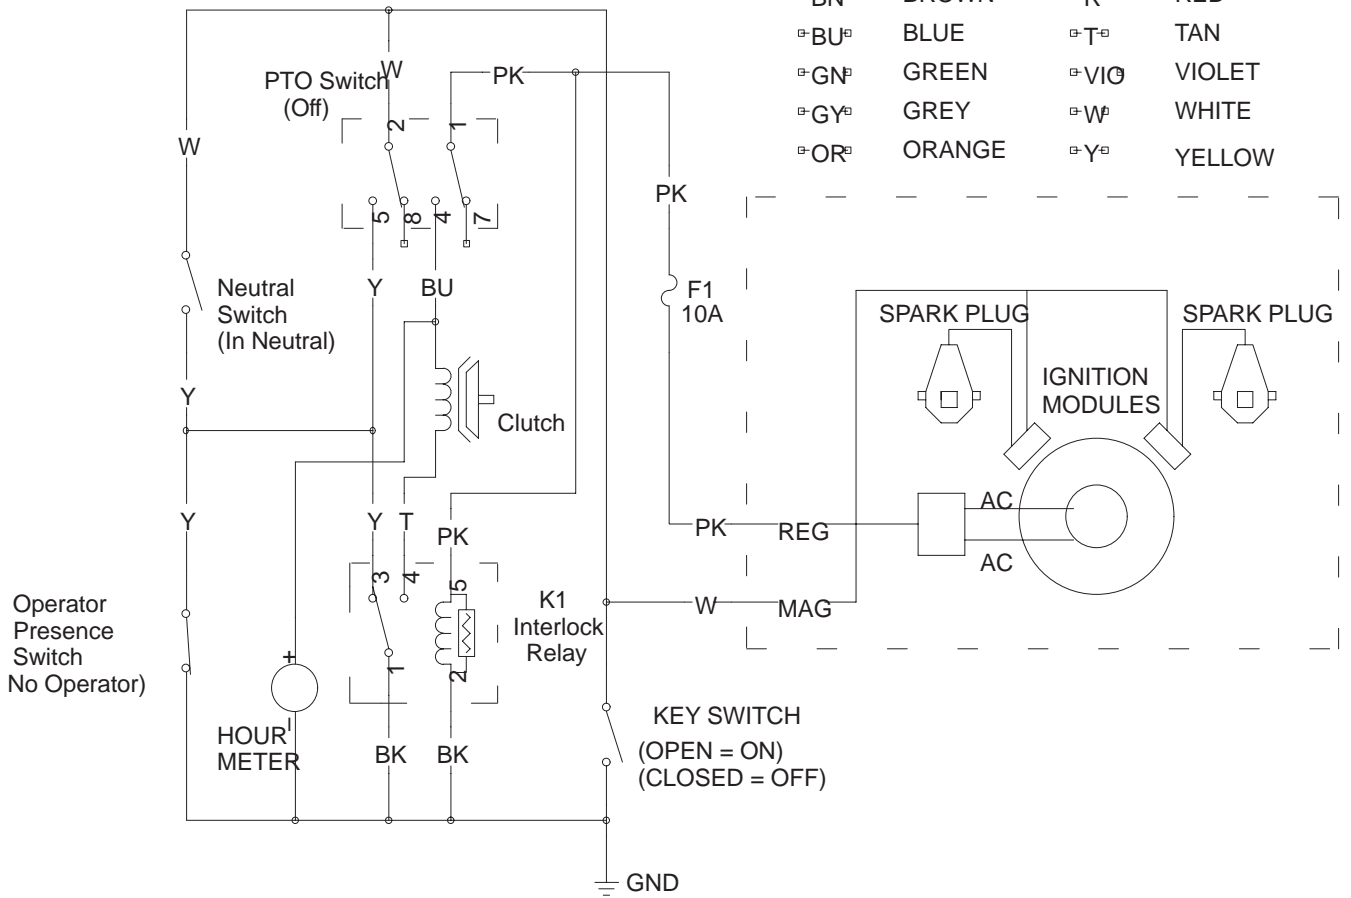 BN BROWN R RED
BU BLUE T TAN
GN GREEN VIO VIOLET
GY GREY W WHITE
OR ORANGE Y YELLOW
W
PK
PTO Switch
(Off)
2
1
W
PK
5
8
4
7
Neutral
Switch
(In Neutral)
Y
BU
F1
10A
SPARK PLUG
SPARK PLUG
IGNITION
MODULES
Y
Clutch
Y
Y
T
PK
PK
REG
AC
AC
3
4
5
K1
Interlock
Relay
W
MAG
Operator
Presence
Switch
No Operator)
+
1
2
HOUR
METER
BK
BK
KEY SWITCH
(OPEN = ON)
(CLOSED = OFF)
GND